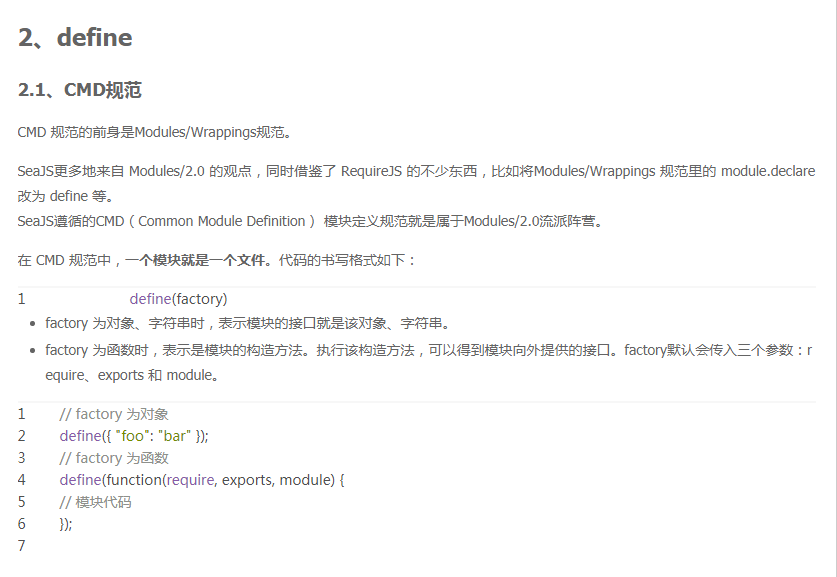 2、define
2.1、CMD规范
CMD 规范的前身是Modules/Wrappings规范。
SeaJS更多地来自 Modules/2.0 的观点，同时借鉴了 RequireJS 的不少东西，比如将Modules/Wrappings 规范里的 module.declare
改为 define 等。
SeaJS遵循的CMD（Common Module Definition） 模块定义规范就是属于Modules/2.0流派阵营。
在 CMD 规范中，一个模块就是一个文件。代码的书写格式如下：
1 define(factory)
• factory 为对象、字符串时，表示模块的接口就是该对象、字符串。
• factory 为函数时，表示是模块的构造方法。执行该构造方法，可以得到模块向外提供的接口。factory默认会传入三个参数：r
equire、exports 和 module。
1 // factory 为对象
2 define({ "foo": "bar" });
3 // factory 为函数
4 define(function(require, exports, module) {
5 // 模块代码
6 });
7